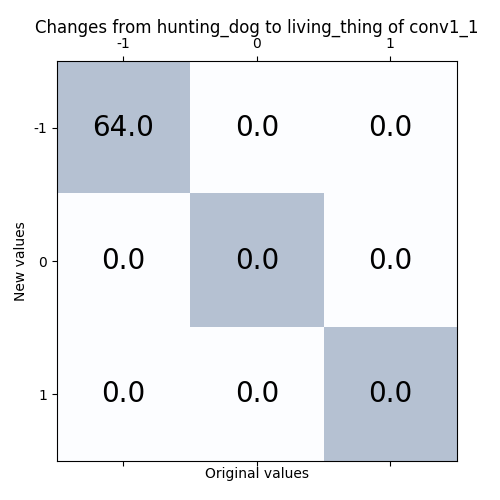 Changes from hunting_dog to living_thing of conv1_1
-1 0 1
-1 64.0 0.0 0.0
0 0.0 0.0 0.0
1 0.0 0.0 0.0
New values
Original values